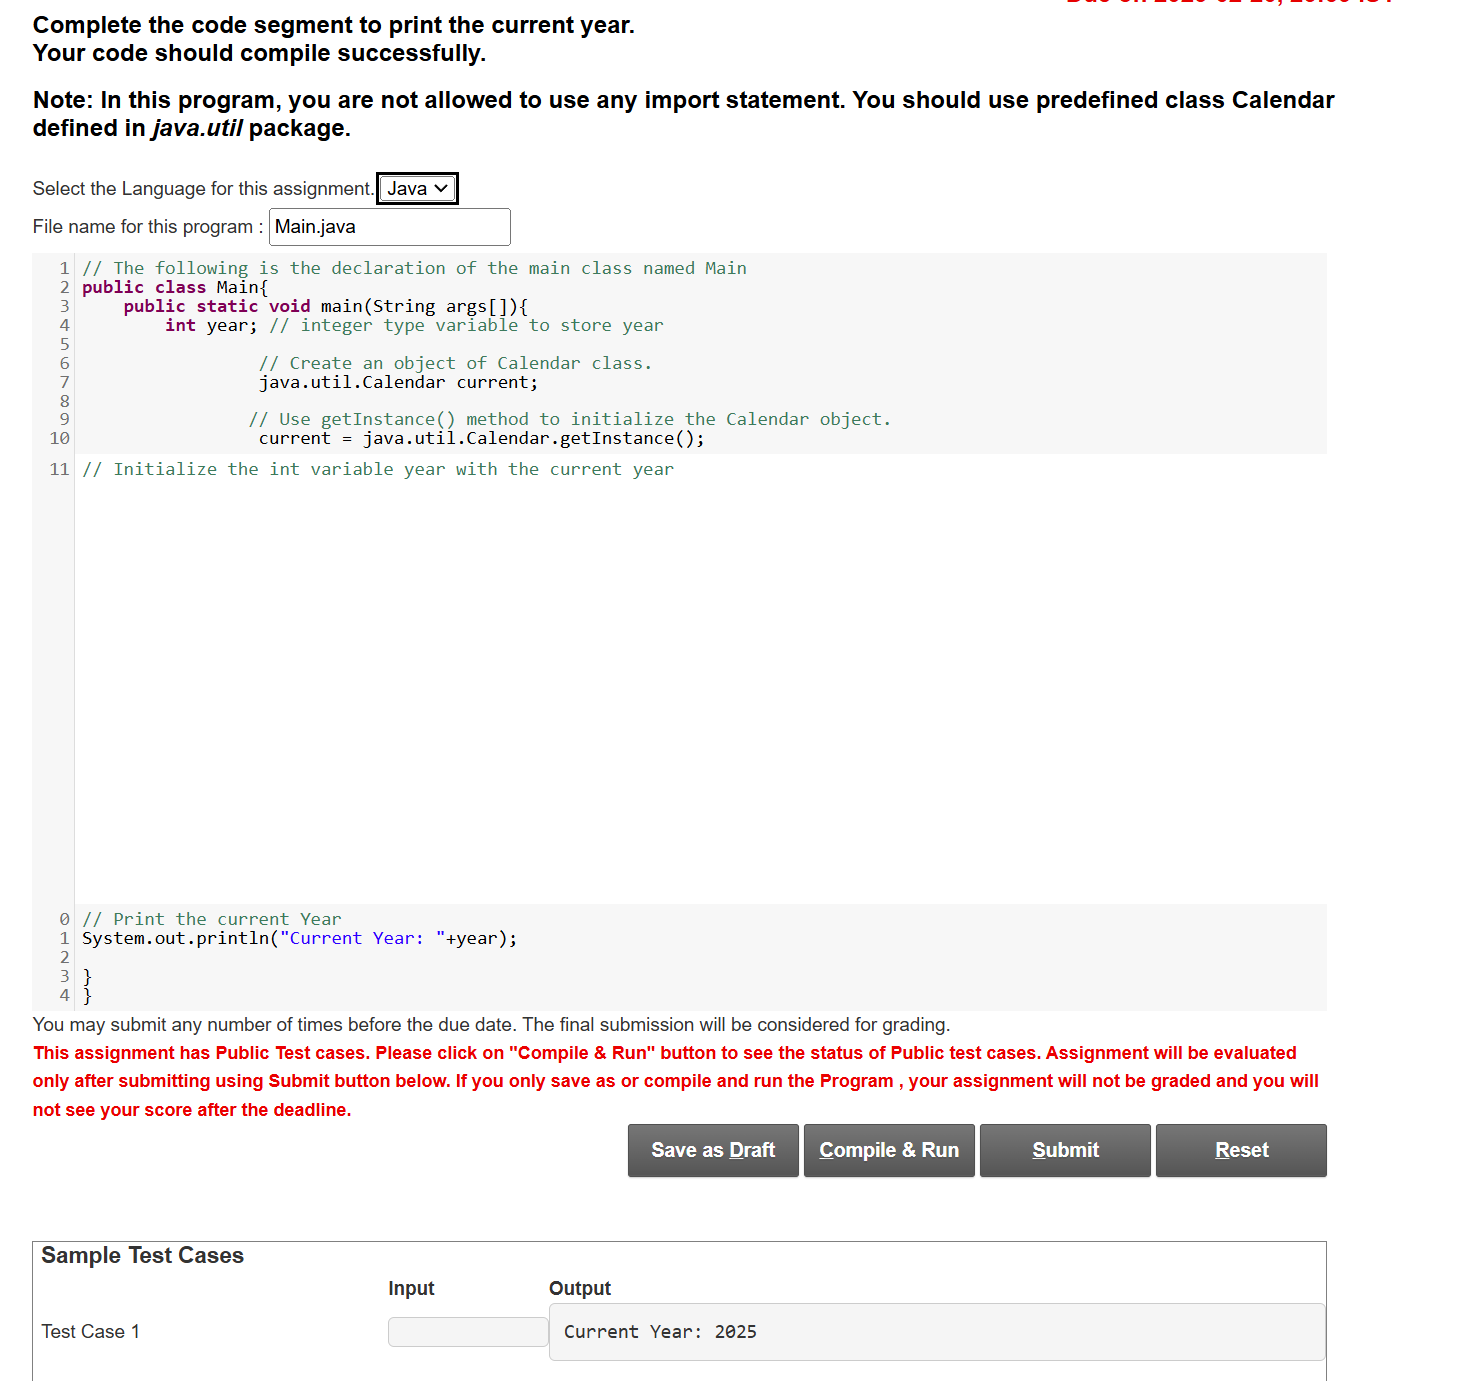 Complete the code segment to print the current year.
Your code should compile successfully.
Note: In this program, you are not allowed to use any import statement. You should use predefined class Calendar
defined in java.util package.
Select the Language for this assignment. Java
File name for this program : Main.java
1 // The following is the declaration of the main class named Main
2 public class Main{
3 public static void main(String args[]){
4 int year; // integer type variable to store year
5
6 // Create an object of Calendar class.
7 java.util.Calendar current;
8
9 // Use getInstance() method to initialize the Calendar object.
10 current = java.util.Calendar.getInstance();
11 // Initialize the int variable year with the current year
0 // Print the current Year
1 System.out.println("Current Year: "+year);
2
3 }
4 }
You may submit any number of times before the due date. The final submission will be considered for grading.
This assignment has Public Test cases. Please click on "Compile & Run" button to see the status of Public test cases. Assignment will be evaluated
only after submitting using Submit button below. If you only save as or compile and run the Program , your assignment will not be graded and you will
not see your score after the deadline.
Save as Draft Compile & Run Submit Reset
Sample Test Cases
Input Output
Test Case 1 Current Year: 2025